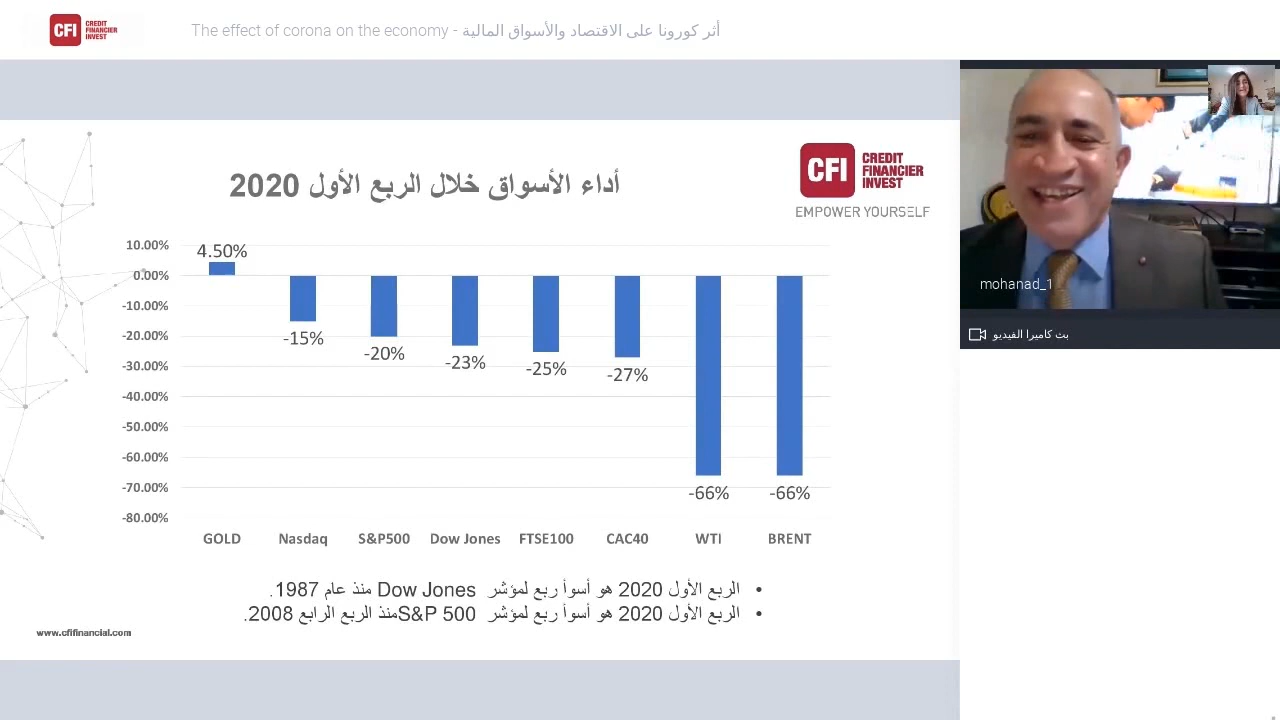 CFI CREDIT FINANCIER INVEST
The effect of corona on the economy - أثر كورونا على الاقتصاد والأسواق المالية
CFI CREDIT FINANCIER INVEST
EMPOWER YOURSELF
أداء الأسواق خلال الربع الأول 2020
10.00%
0.00%
-10.00%
-20.00%
-30.00%
-40.00%
-50.00%
-60.00%
-70.00%
-80.00%
4.50%
-15%
-20%
-23%
-25%
-27%
-66%
-66%
GOLD Nasdaq S&P500 Dow Jones FTSE100 CAC40 WTI BRENT
• الربع الأول 2020 هو أسوأ ربع لمؤشر Dow Jones منذ عام 1987.
• الربع الأول 2020 هو أسوأ ربع لمؤشر S&P 500منذ الربع الرابع 2008.
www.cfifinancial.com
mohanad_1
بث كاميرا الفيديو